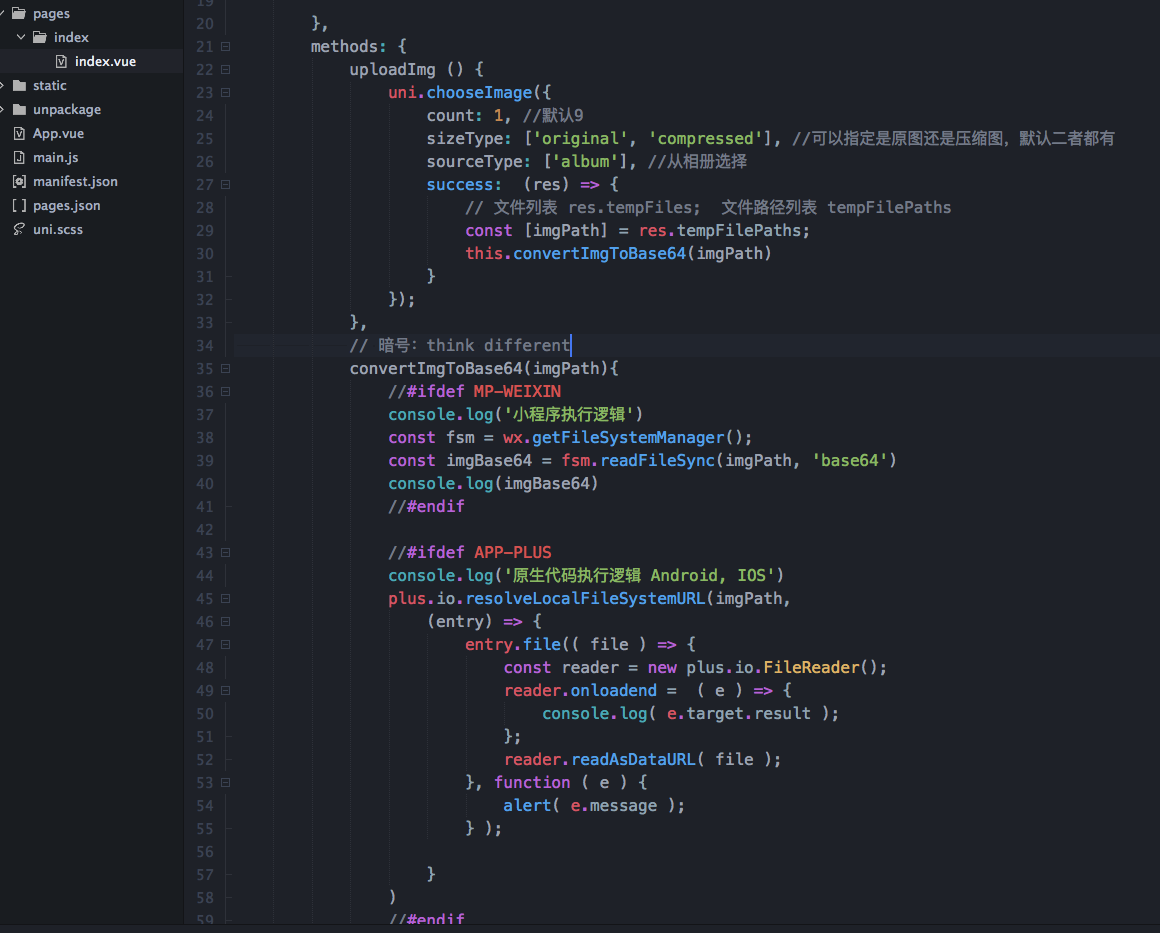 pages
index
index.vue
static
unpackage
App.vue
main.js
manifest.json
pages.json
uni.scss
19
20 },
21 methods: {
22 uploadImg () {
23 uni.chooseImage({
24 count: 1, //默认9
25 sizeType: ['original', 'compressed'], //可以指定是原图还是压缩图，默认二者都有
26 sourceType: ['album'], //从相册选择
27 success:  (res) => {
28 // 文件列表 res.tempFiles;  文件路径列表 tempFilePaths
29 const [imgPath] = res.tempFilePaths;
30 this.convertImgToBase64(imgPath)
31 }
32 });
33 },
34 // 暗号：think different
35 convertImgToBase64(imgPath){
36 //#ifdef MP-WEIXIN
37 console.log('小程序执行逻辑')
38 const fsm = wx.getFileSystemManager();
39 const imgBase64 = fsm.readFileSync(imgPath, 'base64')
40 console.log(imgBase64)
41 //#endif
42
43 //#ifdef APP-PLUS
44 console.log('原生代码执行逻辑 Android, IOS')
45 plus.io.resolveLocalFileSystemURL(imgPath,
46 (entry) => {
47 entry.file(( file ) => {
48 const reader = new plus.io.FileReader();
49 reader.onloadend =  ( e ) => {
50 console.log( e.target.result );
51 };
52 reader.readAsDataURL( file );
53 }, function ( e ) {
54 alert( e.message );
55 } );
56
57 }
58 )
59 //#endif